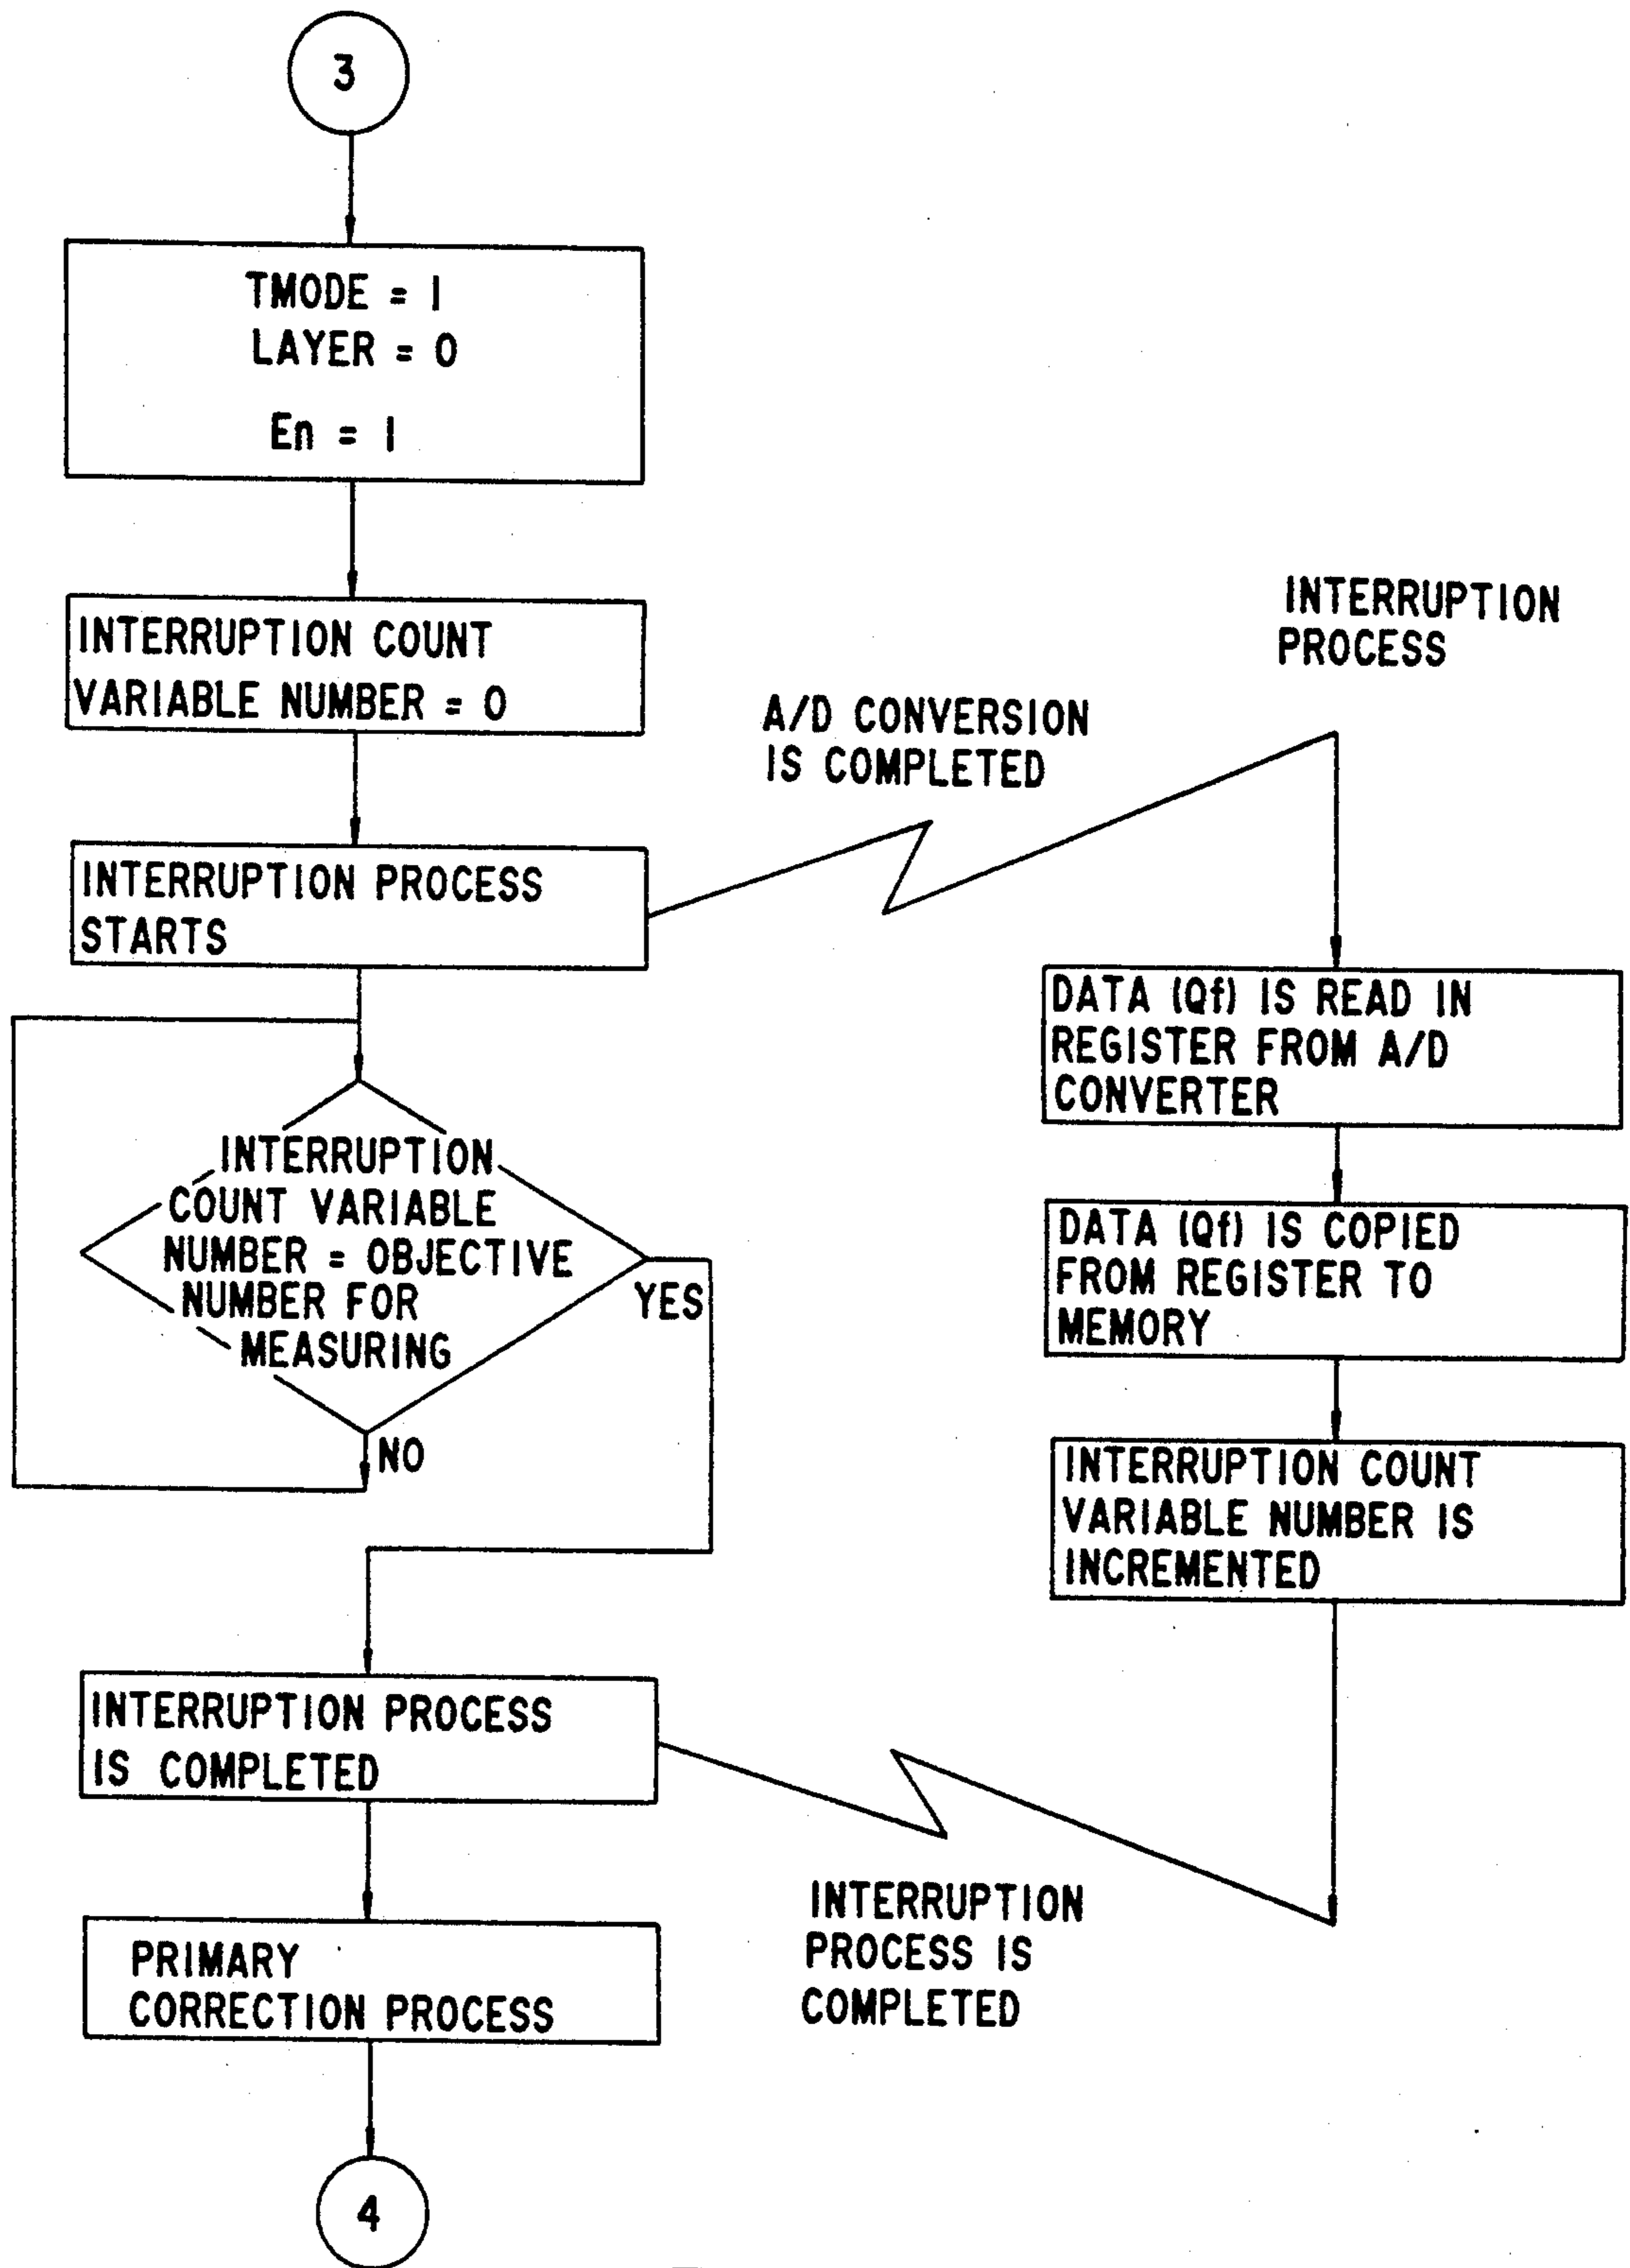 3
TMODE = 1
LAYER = 0
En = 1
INTERRUPTION COUNT
VARIABLE NUMBER = 0
INTERRUPTION PROCESS
STARTS
A/D CONVERSION
IS COMPLETED
INTERRUPTION
PROCESS
INTERRUPTION
COUNT VARIABLE
NUMBER = OBJECTIVE
NUMBER FOR
MEASURING
YES
NO
DATA (Qf) IS READ IN
REGISTER FROM A/D
CONVERTER
DATA (Qf) IS COPIED
FROM REGISTER TO
MEMORY
INTERRUPTION COUNT
VARIABLE NUMBER IS
INCREMENTED
INTERRUPTION PROCESS
IS COMPLETED
INTERRUPTION
PROCESS IS
COMPLETED
PRIMARY
CORRECTION PROCESS
4